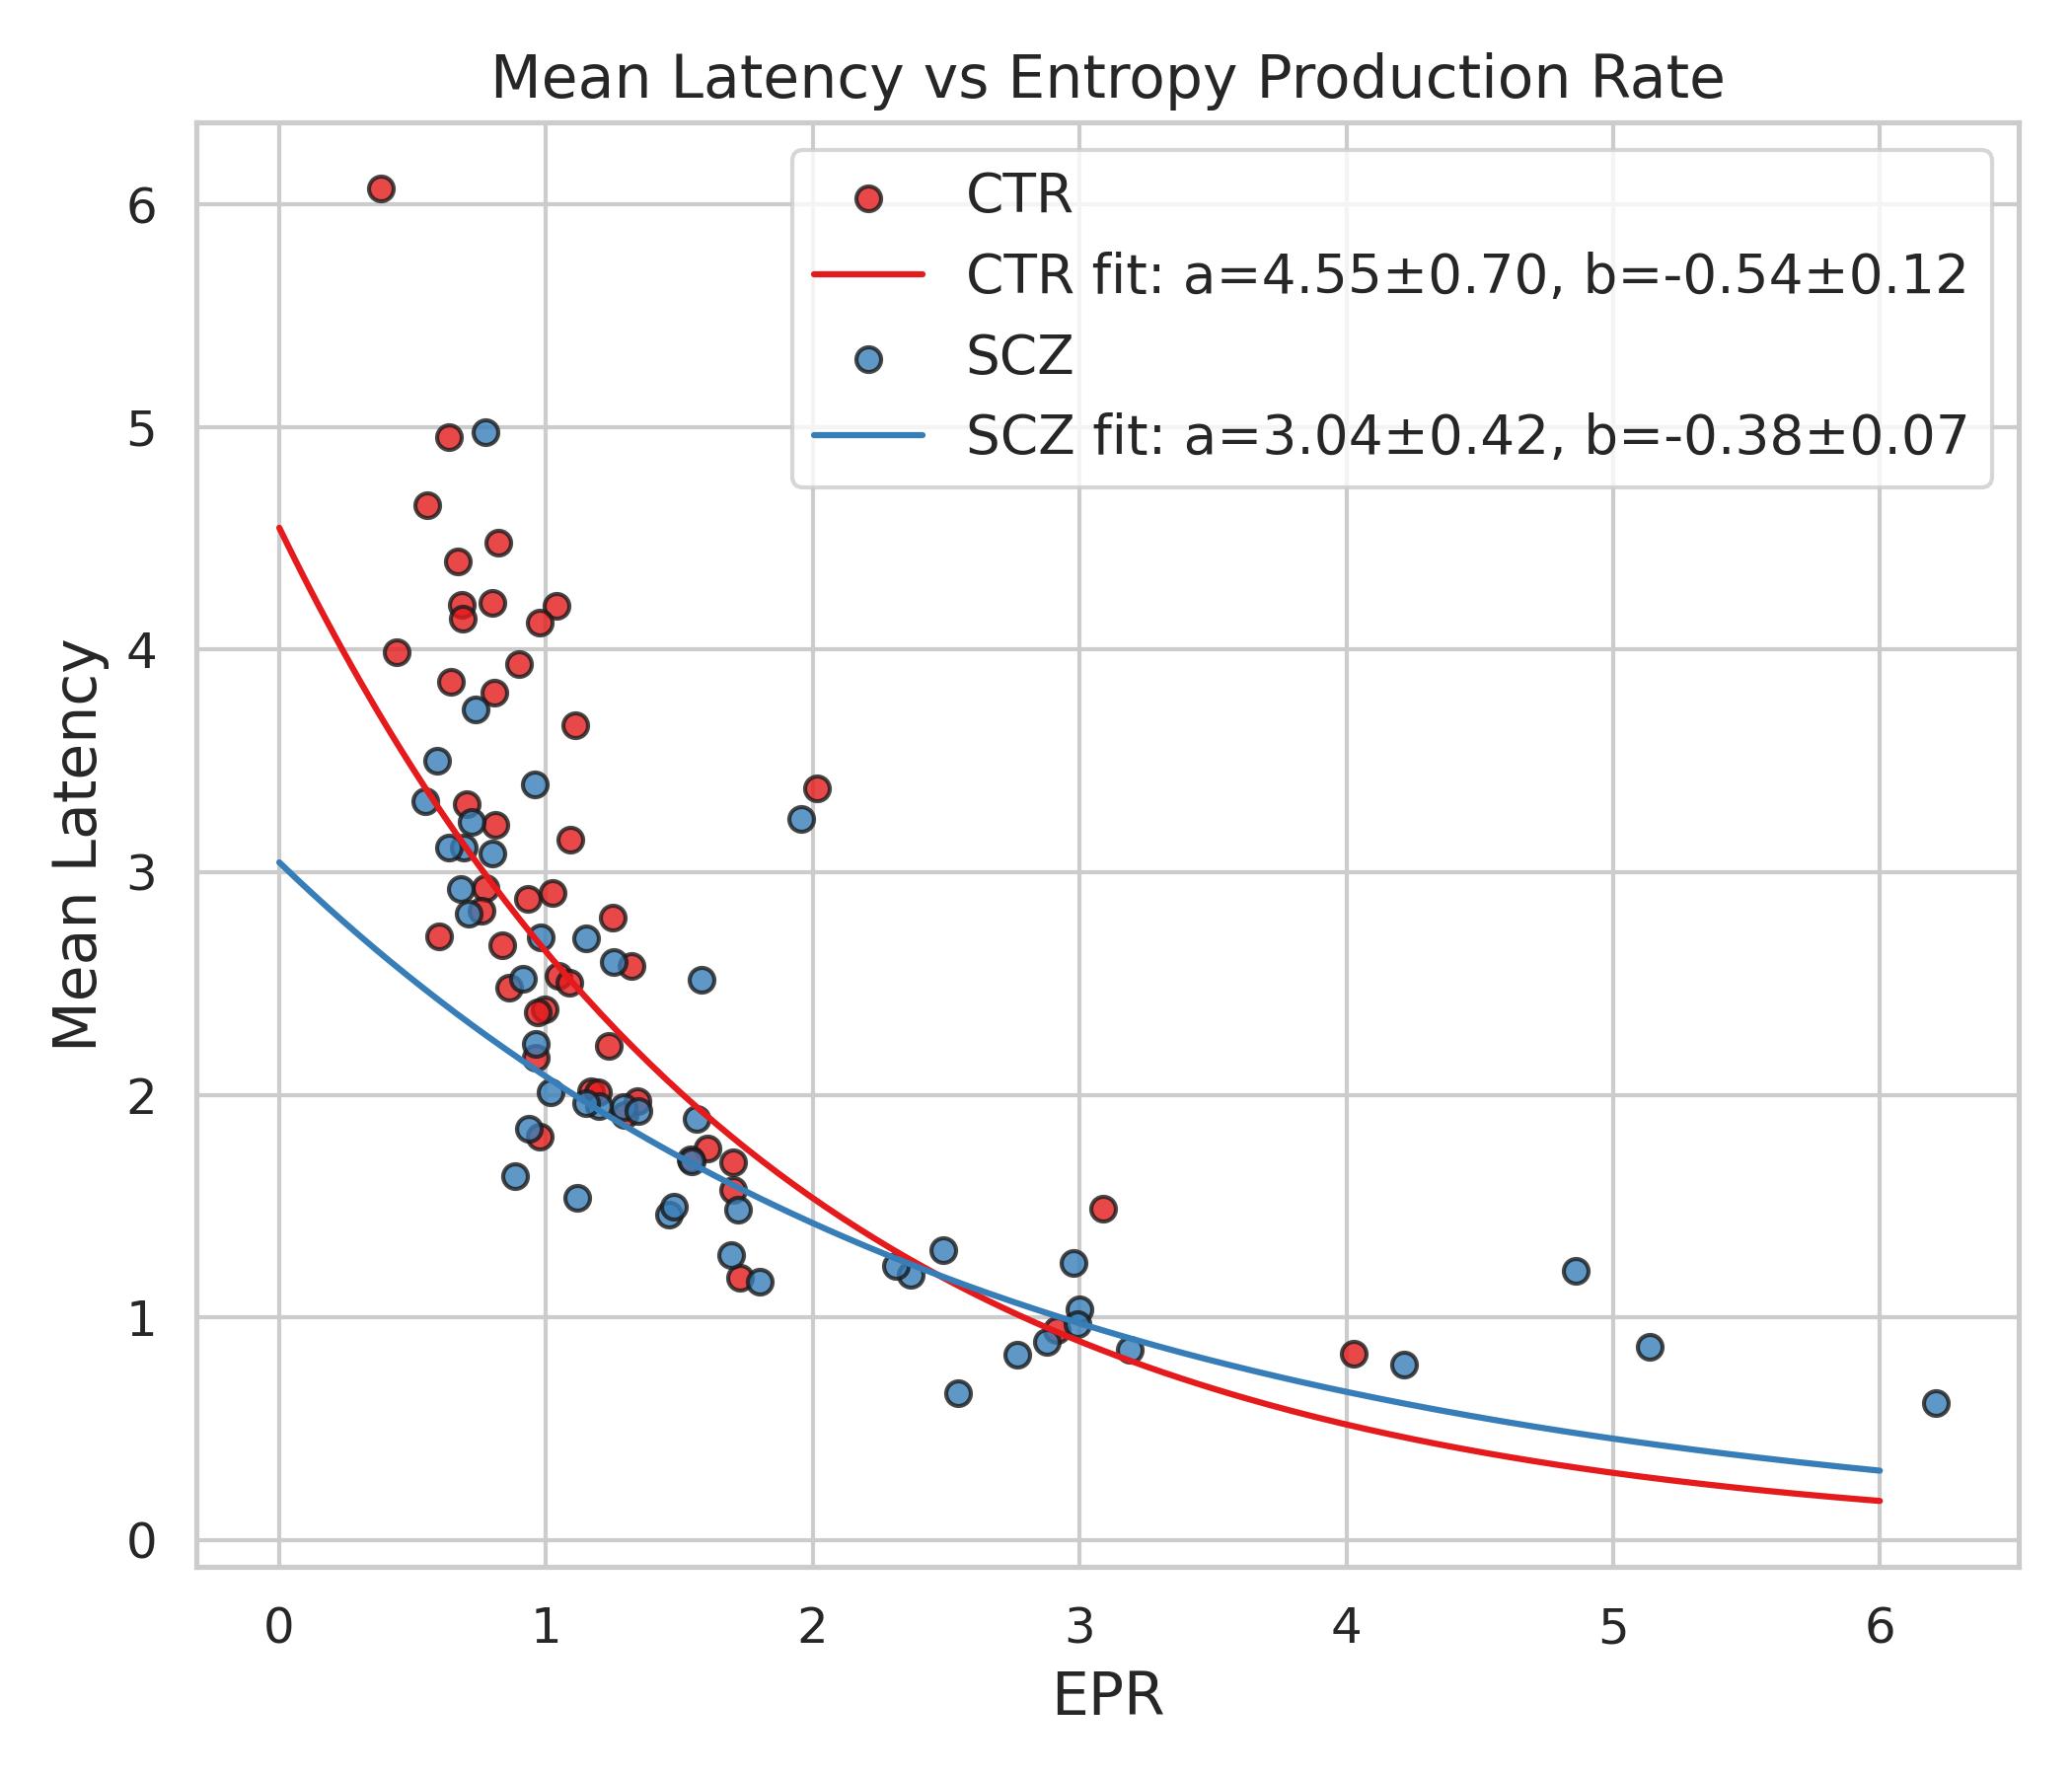 Mean Latency vs Entropy Production Rate
CTR
CTR fit: a=4.55±0.70, b=-0.54±0.12
SCZ
SCZ fit: a=3.04±0.42, b=-0.38±0.07
Mean Latency
6
5
4
3
2
1
0
0 1 2 3 4 5 6
EPR